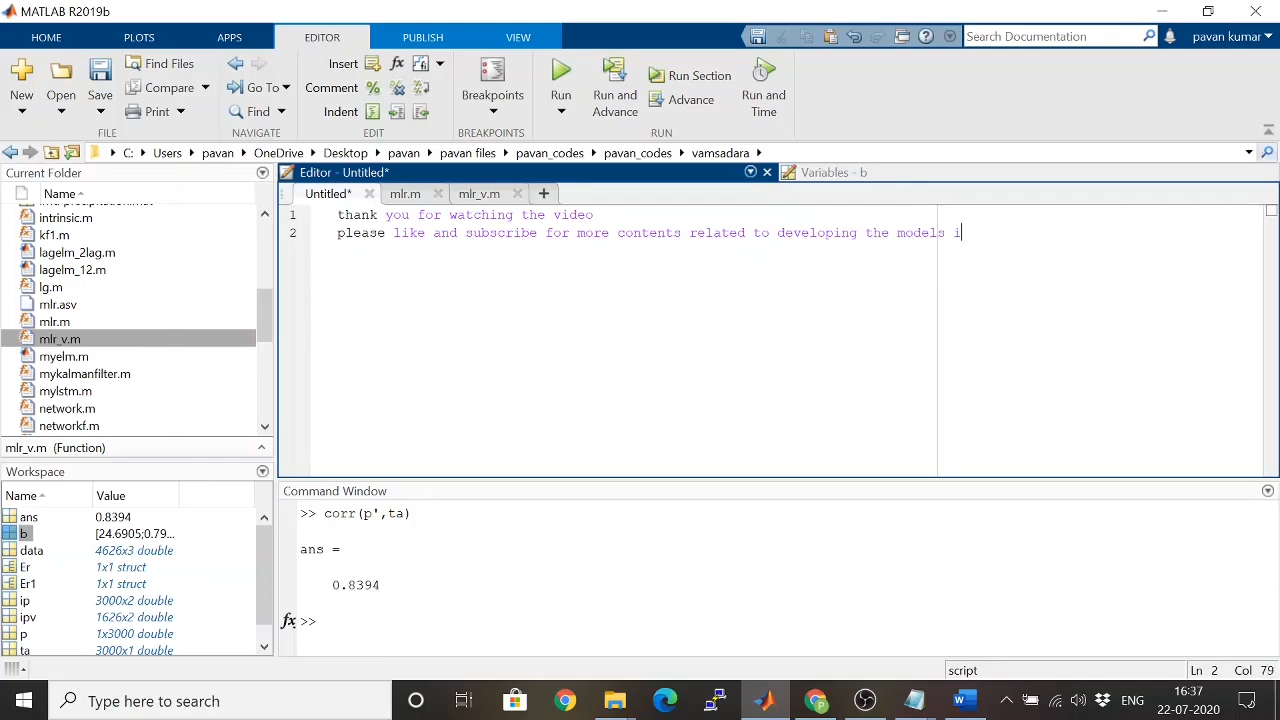 MATLAB R2019b
HOME PLOTS APPS EDITOR PUBLISH VIEW Search Documentation pavan kumar
New Open Save Find Files Compare Print Go To Find Insert Comment Indent Breakpoints Run Run and Advance Run Section Advance Run and Time
FILE NAVIGATE EDIT BREAKPOINTS RUN
C: Users pavan OneDrive Desktop pavan pavan files pavan_codes pavan_codes vamsadara
Current Folder
Name
intrinsic.m
kf1.m
lagelm_2lag.m
lagelm_12.m
lg.m
mlr.asv
mlr.m
mlr_v.m
myelm.m
mykalmanfilter.m
mylstm.m
network.m
networkf.m
mlr_v.m (Function)
Workspace
Name Value
ans 0.8394
b [24.6905;0.79...
data 4626x3 double
Er 1x1 struct
Er1 1x1 struct
ip 3000x2 double
ipv 1626x2 double
p 1x3000 double
ta 3000x1 double
Editor - Untitled* Variables - b
Untitled* mlr.m mlr_v.m +
1 thank you for watching the video
2 please like and subscribe for more contents related to developing the models i
Command Window
>> corr(p',ta)
ans =
0.8394
fx >>
script Ln 2 Col 79
Type here to search
ENG
16:37
22-07-2020